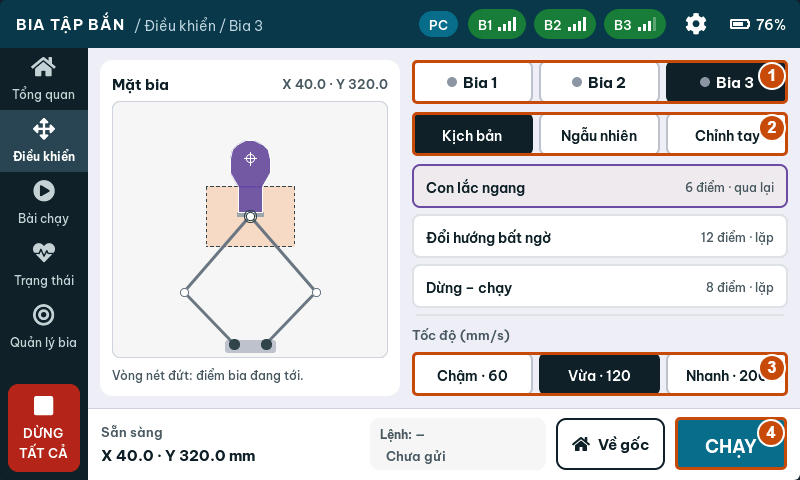 BIA TẬP BẮN / Điều khiển / Bia 3
PC
B1
B2
B3
76%
Tổng quan
Điều khiển
Bài chạy
Trạng thái
Quản lý bia
DỪNG
TẤT CẢ
Mặt bia
X 40.0 · Y 320.0
Vòng nét đứt: điểm bia đang tới.
Bia 1
Bia 2
Bia 3
1
Kịch bản
Ngẫu nhiên
Chỉnh tay
2
Con lắc ngang
6 điểm · qua lại
Đổi hướng bất ngờ
12 điểm · lặp
Dừng – chạy
8 điểm · lặp
Tốc độ (mm/s)
Chậm · 60
Vừa · 120
Nhanh · 200
3
Sẵn sàng
X 40.0 · Y 320.0 mm
Lệnh: —
Chưa gửi
Về gốc
CHẠY
4